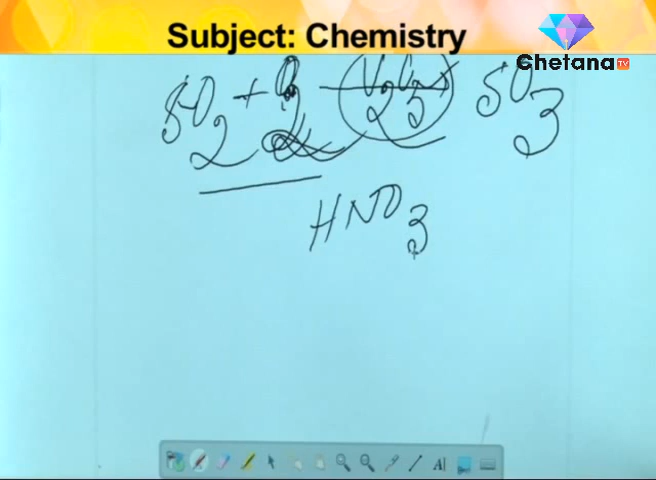 Subject: Chemistry
Chetana TV
SO2 + O2 V2O5 → SO3
HNO3
A|